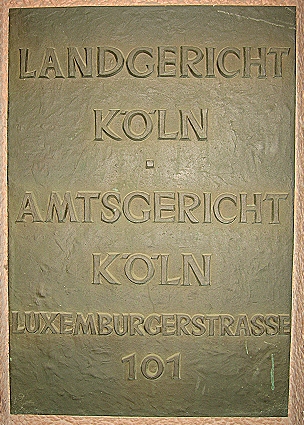 LANDGERICHT
KÖLN
·
AMTSGERICHT
KÖLN
LUXEMBURGERSTRASSE
101